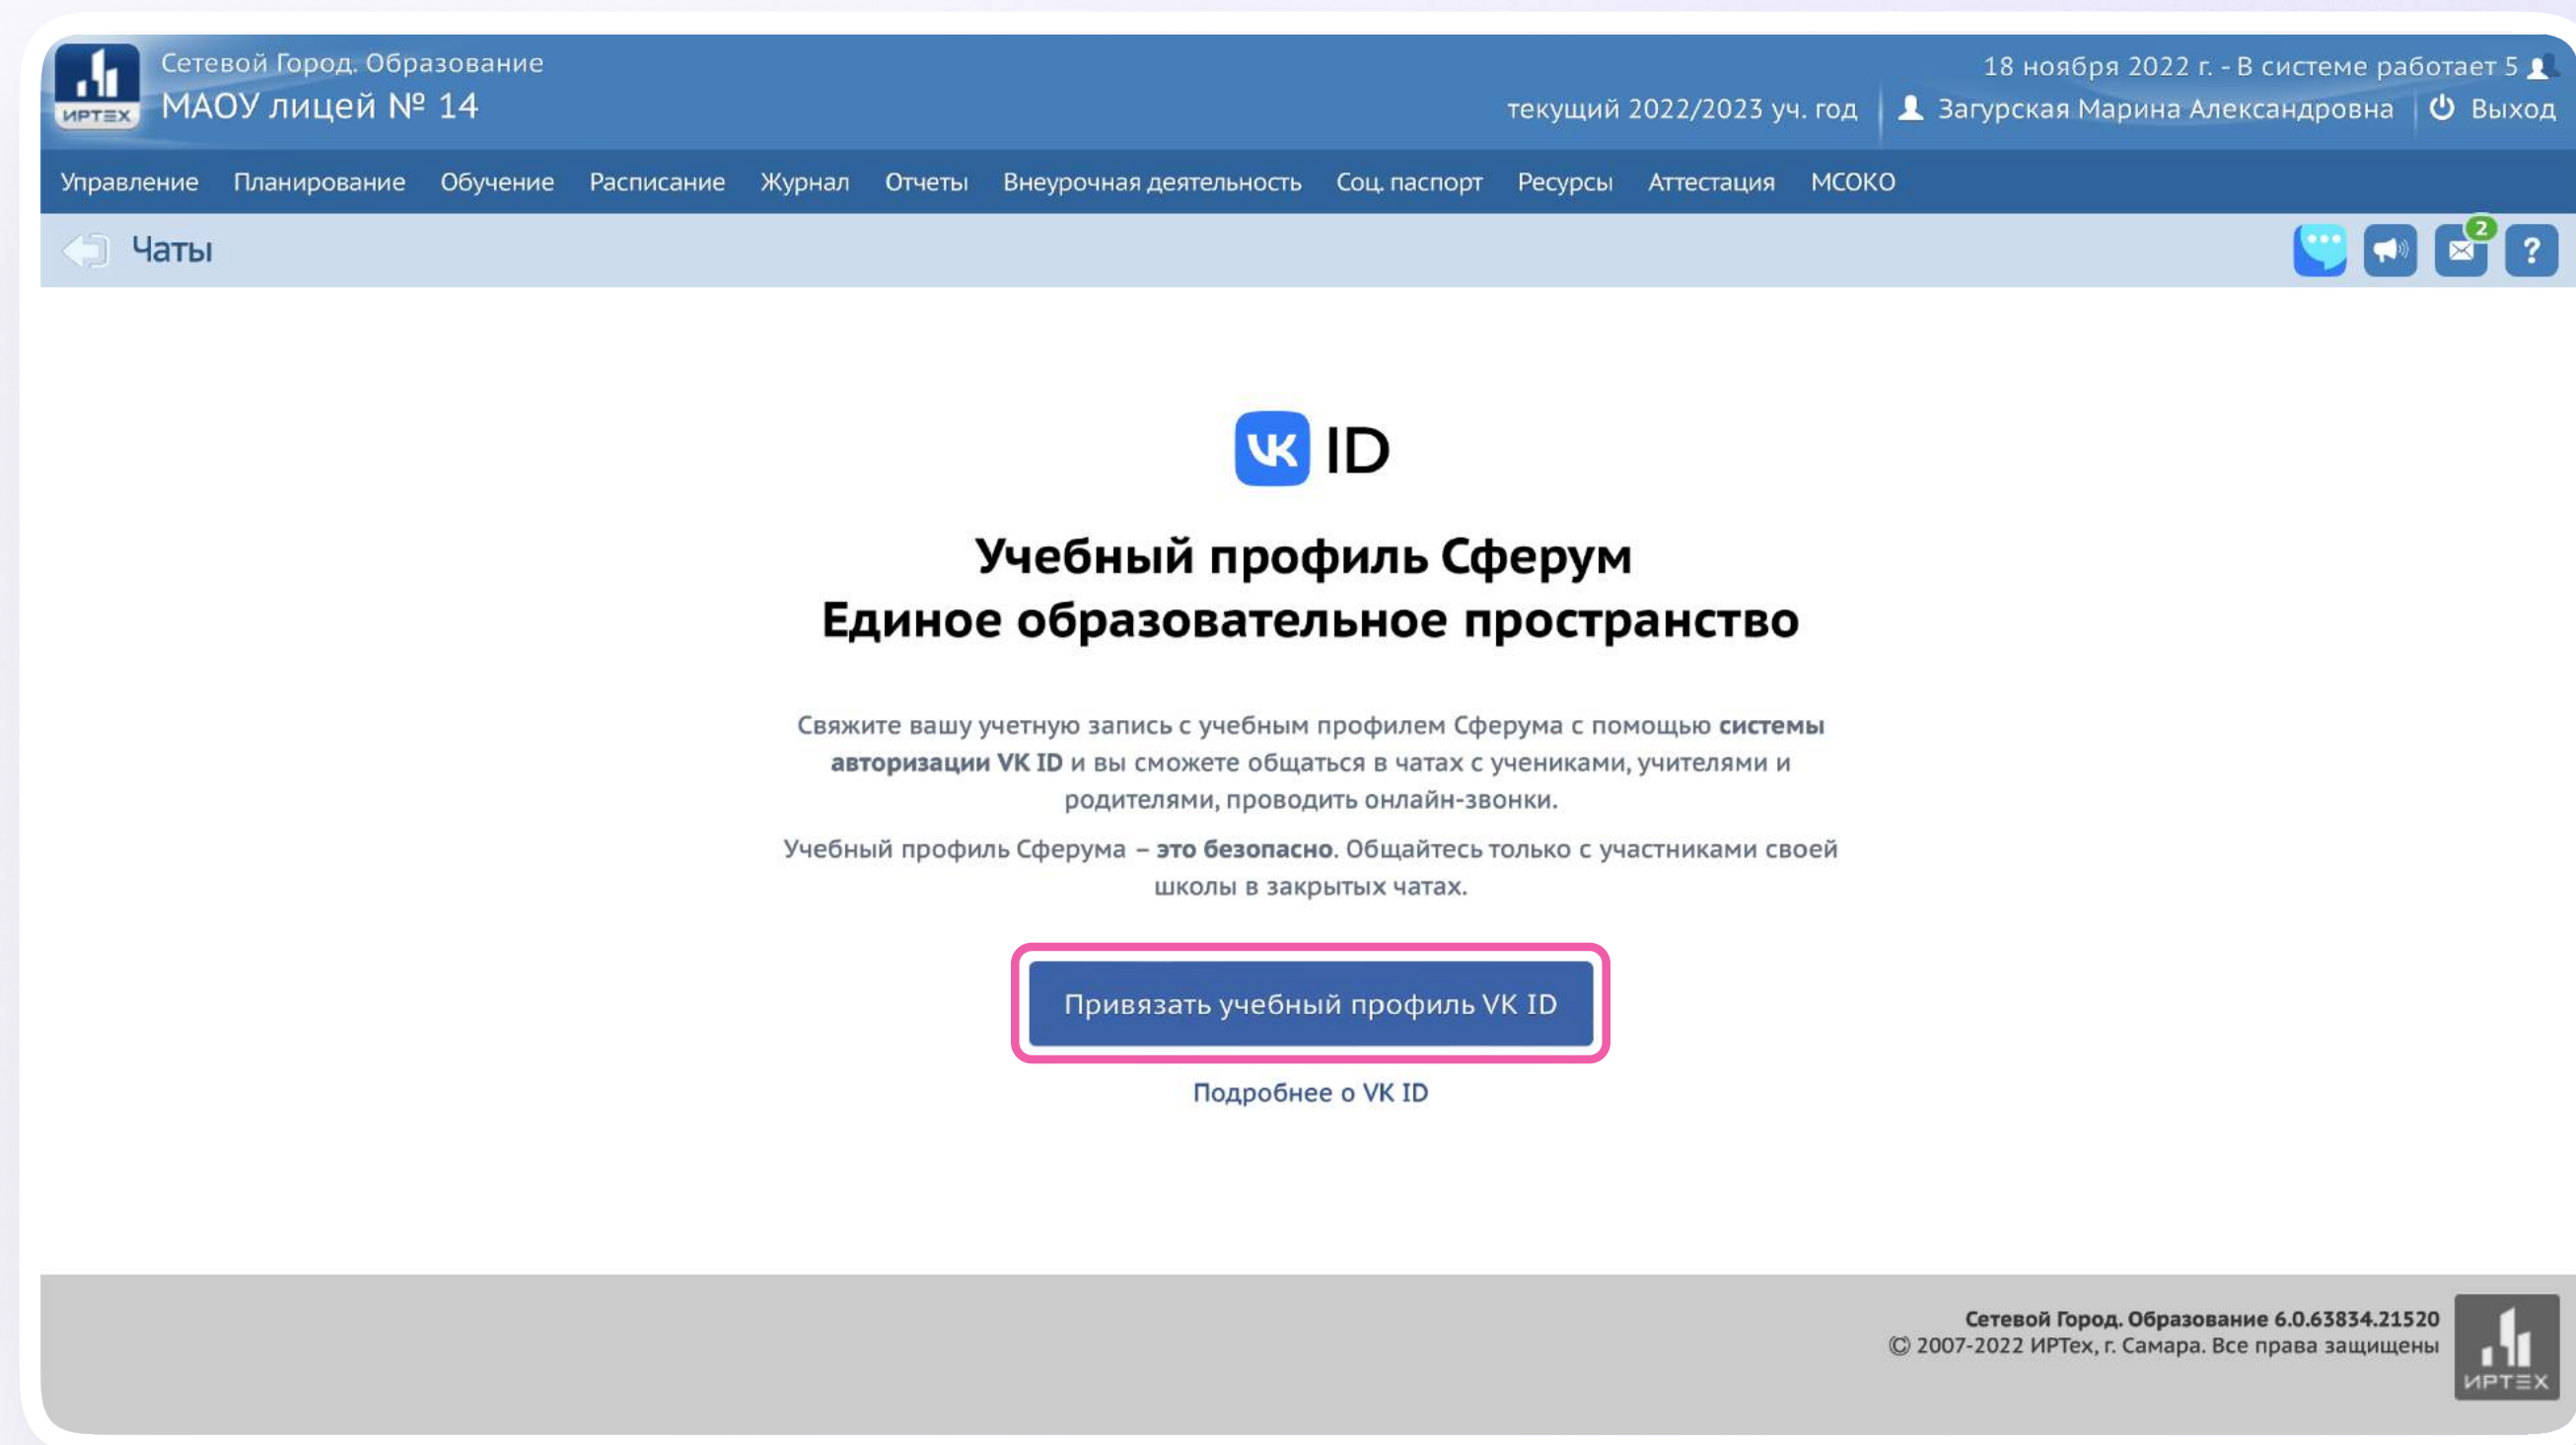 Сетевой Город. Образование
МАОУ лицей № 14
ИРТЕХ
18 ноября 2022 г. - В системе работает 5
текущий 2022/2023 уч. год
Загурская Марина Александровна
Выход
Управление Планирование Обучение Расписание Журнал Отчеты Внеурочная деятельность Соц. паспорт Ресурсы Аттестация МСОКО
Чаты
2
?
VK ID
Учебный профиль Сферум
Единое образовательное пространство
Свяжите вашу учетную запись с учебным профилем Сферума с помощью системы
авторизации VK ID и вы сможете общаться в чатах с учениками, учителями и
родителями, проводить онлайн-звонки.
Учебный профиль Сферума – это безопасно. Общайтесь только с участниками своей
школы в закрытых чатах.
Привязать учебный профиль VK ID
Подробнее о VK ID
Сетевой Город. Образование 6.0.63834.21520
© 2007-2022 ИРТех, г. Самара. Все права защищены
ИРТЕХ